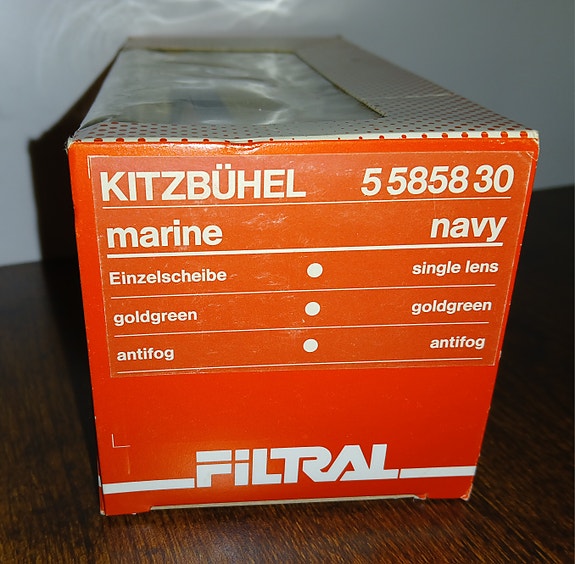 KITZBÜHEL 5 5858 30
marine navy
Einzelscheibe single lens
goldgreen goldgreen
antifog antifog
FiLTRAL